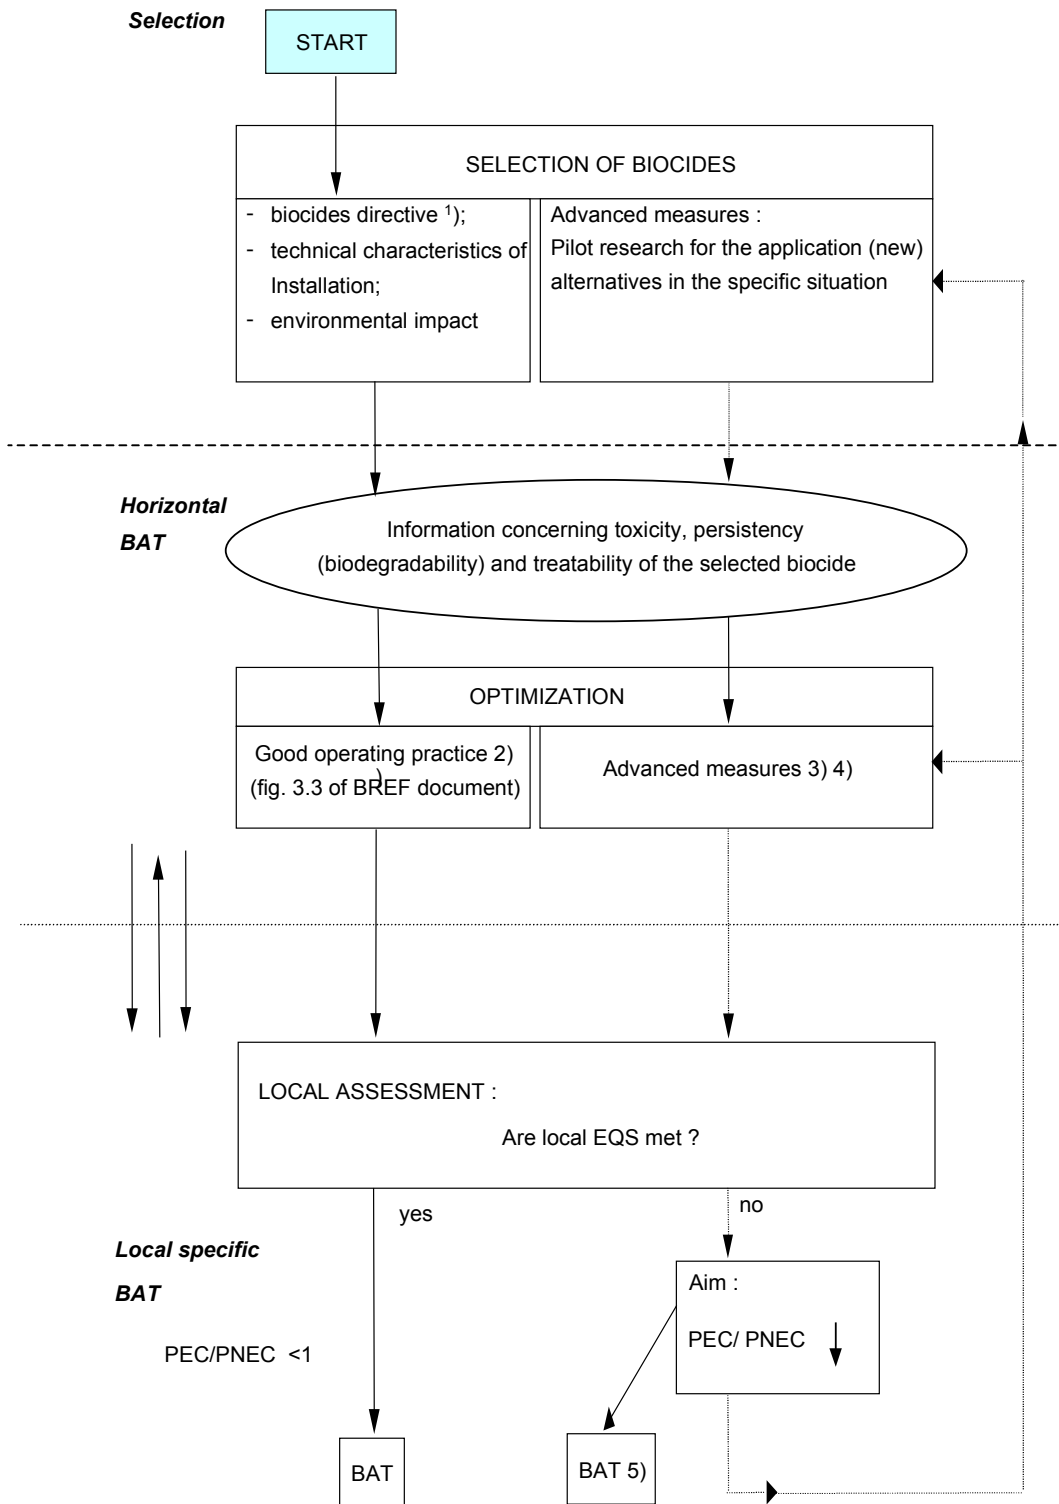 Selection
START
SELECTION OF BIOCIDES
- biocides directive ¹);
- technical characteristics of
Installation;
- environmental impact
Advanced measures :
Pilot research for the application (new)
alternatives in the specific situation
Horizontal
BAT
Information concerning toxicity, persistency
(biodegradability) and treatability of the selected biocide
OPTIMIZATION
Good operating practice 2)
)
(fig. 3.3 of BREF document)
Advanced measures 3) 4)
LOCAL ASSESSMENT :
Are local EQS met ?
yes
no
Local specific
BAT
PEC/PNEC <1
Aim :
PEC/ PNEC
BAT
BAT 5)